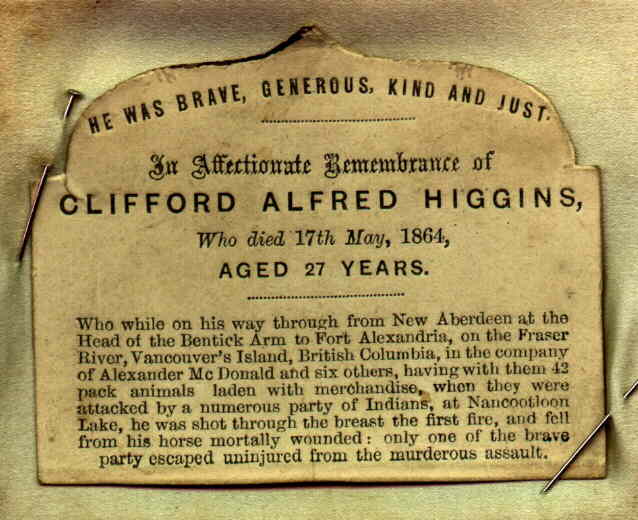 HE WAS BRAVE, GENEROUS, KIND AND JUST.
In Affectionate Remembrance of
CLIFFORD ALFRED HIGGINS,
Who died 17th May, 1864,
AGED 27 YEARS.
Who while on his way through from New Aberdeen at the
Head of the Bentick Arm to Fort Alexandria, on the Fraser
River, Vancouver's Island, British Columbia, in the company
of Alexander Mc Donald and six others, having with them 42
pack animals laden with merchandise, when they were
attacked by a numerous party of Indians, at Nancootloon
Lake, he was shot through the breast the first fire, and fell
from his horse mortally wounded: only one of the brave
party escaped uninjured from the murderous assault.